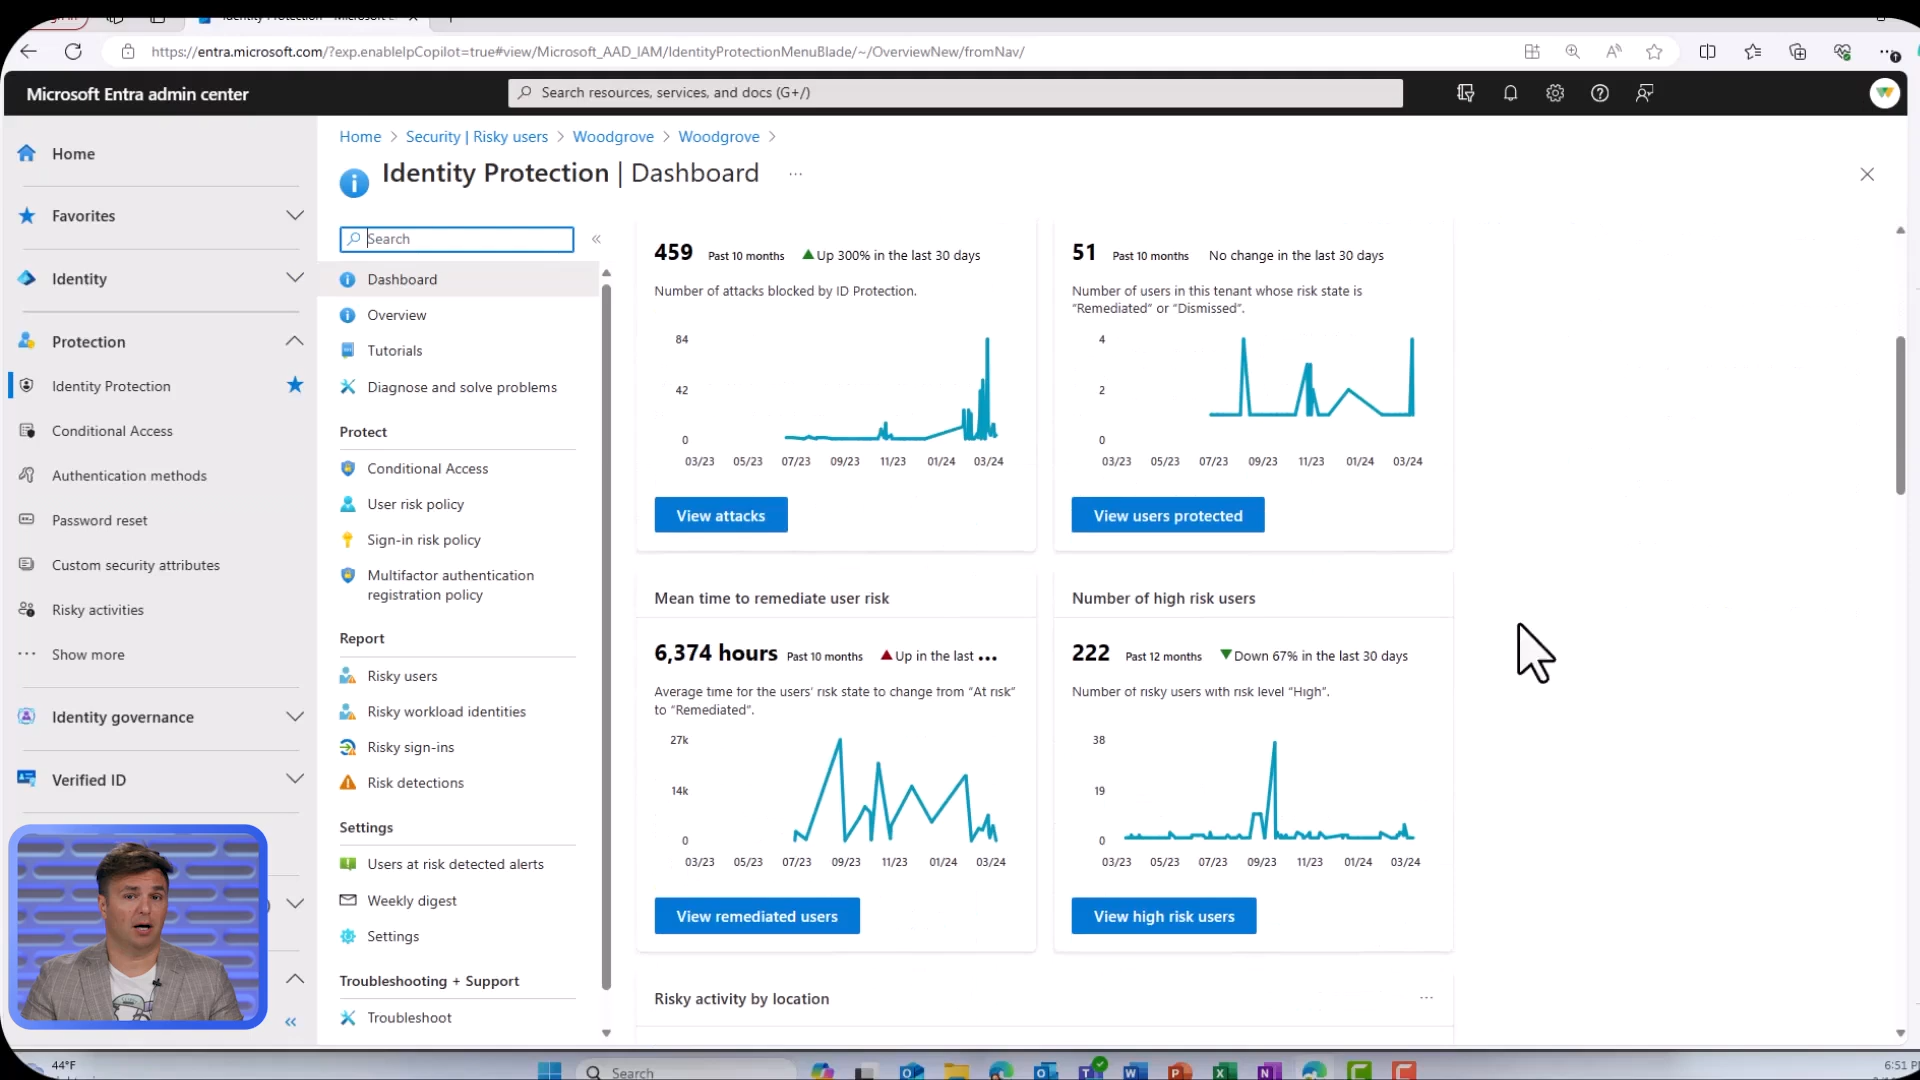 https://entra.microsoft.com/?exp.enableIpCopilot=true#view/Microsoft_AAD_IAM/IdentityProtectionMenuBlade/~/OverviewNew/fromNav/
Microsoft Entra admin center
Search resources, services, and docs (G+/)
Home > Security | Risky users > Woodgrove > Woodgrove >
Identity Protection | Dashboard
Home
Favorites
Identity
Protection
Identity Protection
Conditional Access
Authentication methods
Password reset
Custom security attributes
Risky activities
Show more
Identity governance
Verified ID
Search
Dashboard
Overview
Tutorials
Diagnose and solve problems
Protect
Conditional Access
User risk policy
Sign-in risk policy
Multifactor authentication
registration policy
Report
Risky users
Risky workload identities
Risky sign-ins
Risk detections
Settings
Users at risk detected alerts
Weekly digest
Settings
Troubleshooting + Support
Troubleshoot
459 Past 10 months Up 300% in the last 30 days
Number of attacks blocked by ID Protection.
84
42
0
03/23 05/23 07/23 09/23 11/23 01/24 03/24
View attacks
51 Past 10 months No change in the last 30 days
Number of users in this tenant whose risk state is
“Remediated” or “Dismissed”.
4
2
0
03/23 05/23 07/23 09/23 11/23 01/24 03/24
View users protected
Mean time to remediate user risk
6,374 hours Past 10 months Up in the last ...
Average time for the users’ risk state to change from “At risk”
to “Remediated”.
27k
14k
0
03/23 05/23 07/23 09/23 11/23 01/24 03/24
View remediated users
Number of high risk users
222 Past 12 months Down 67% in the last 30 days
Number of risky users with risk level “High”.
38
19
0
03/23 05/23 07/23 09/23 11/23 01/24 03/24
View high risk users
Risky activity by location
44°F
Search
6:51